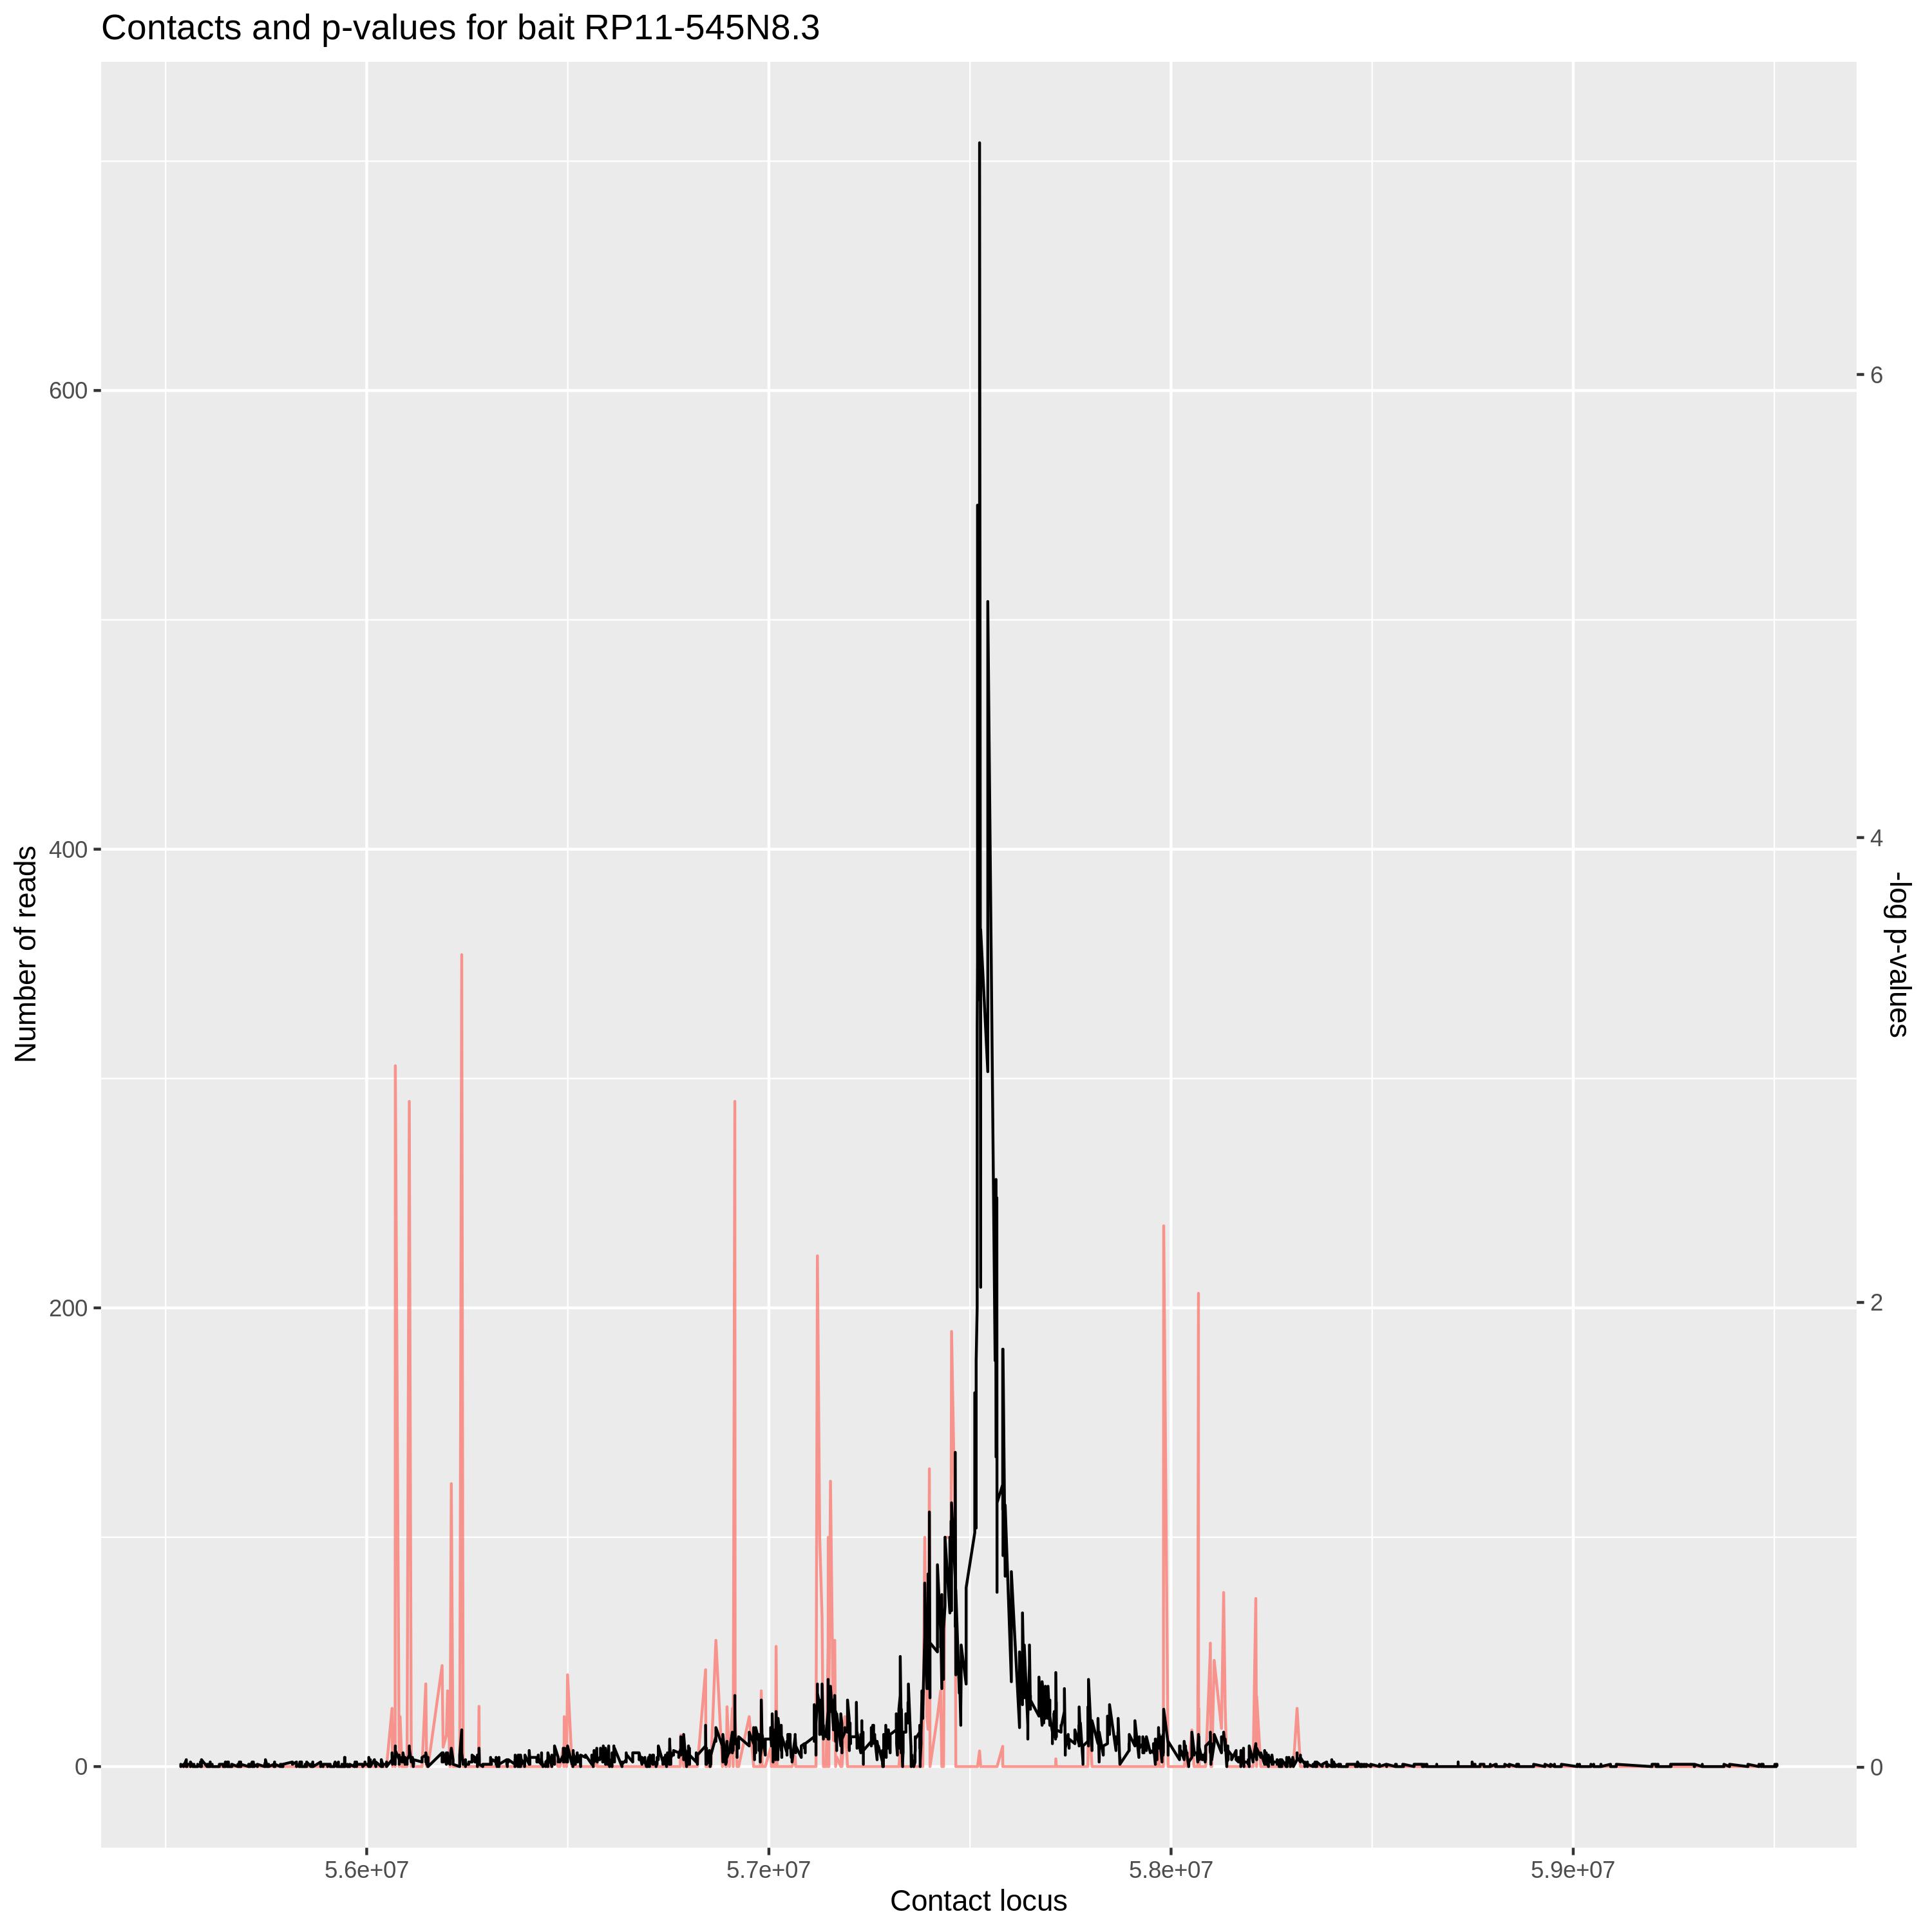 Contacts and p-values for bait RP11-545N8.3
600
400
200
0
Number of reads
6
4
2
0
-log p-values
5.6e+07
5.7e+07
5.8e+07
5.9e+07
Contact locus